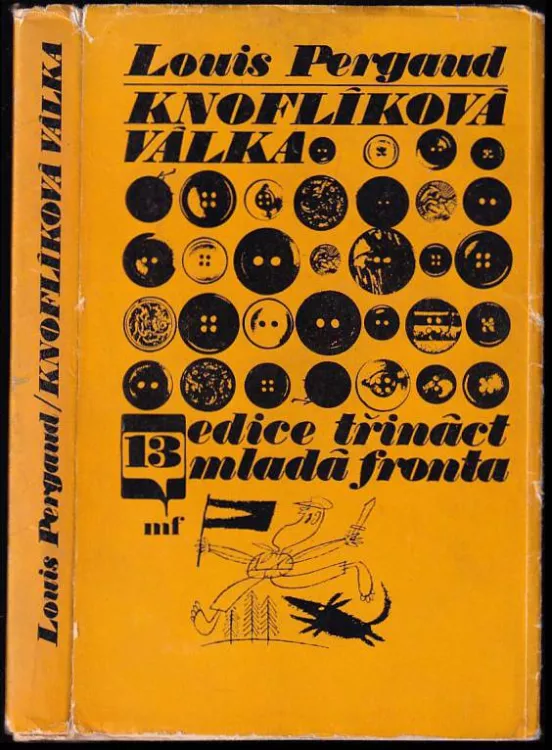 Louis Pergaud / KNOFLÍKOVÁ VÁLKA
Louis Pergaud
KNOFLÍKOVÁ
VÁLKA
13
mf
edice třináct
mladá fronta